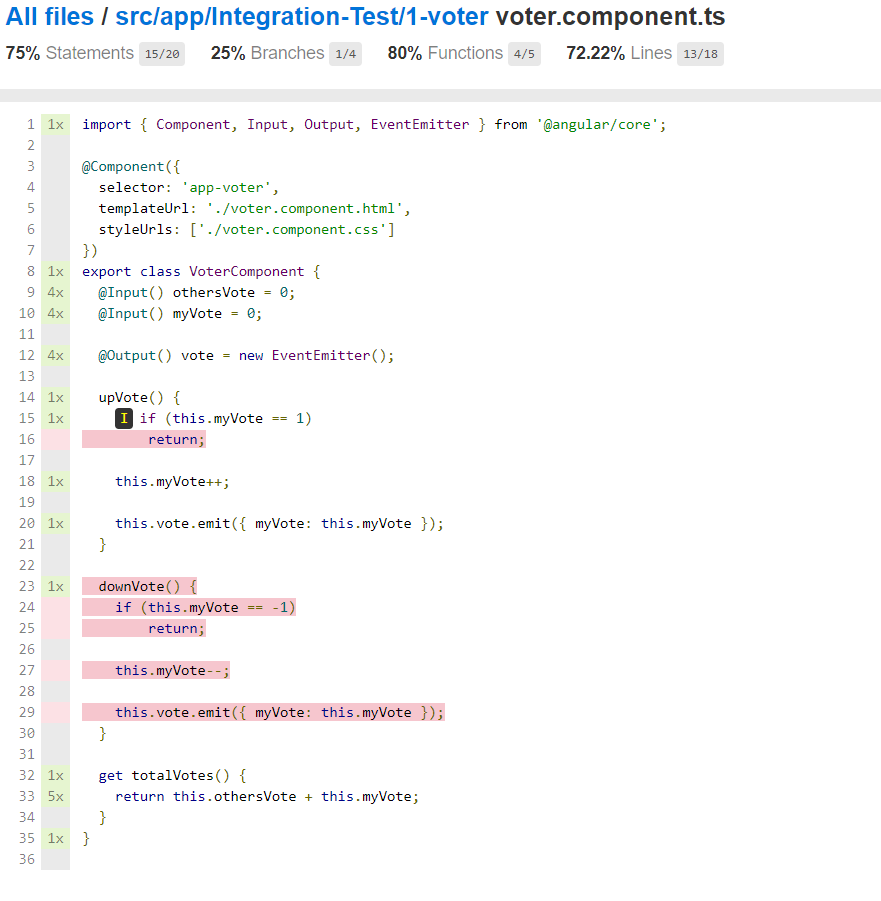 All files / src/app/Integration-Test/1-voter voter.component.ts
75% Statements 15/20 25% Branches 1/4 80% Functions 4/5 72.22% Lines 13/18
1 1x import { Component, Input, Output, EventEmitter } from '@angular/core';
2
3 @Component({
4 selector: 'app-voter',
5 templateUrl: './voter.component.html',
6 styleUrls: ['./voter.component.css']
7 })
8 1x export class VoterComponent {
9 4x @Input() othersVote = 0;
10 4x @Input() myVote = 0;
11
12 4x @Output() vote = new EventEmitter();
13
14 1x upVote() {
15 1x I if (this.myVote == 1)
16 return;
17
18 1x this.myVote++;
19
20 1x this.vote.emit({ myVote: this.myVote });
21 }
22
23 1x downVote() {
24 if (this.myVote == -1)
25 return;
26
27 this.myVote--;
28
29 this.vote.emit({ myVote: this.myVote });
30 }
31
32 1x get totalVotes() {
33 5x return this.othersVote + this.myVote;
34 }
35 1x }
36